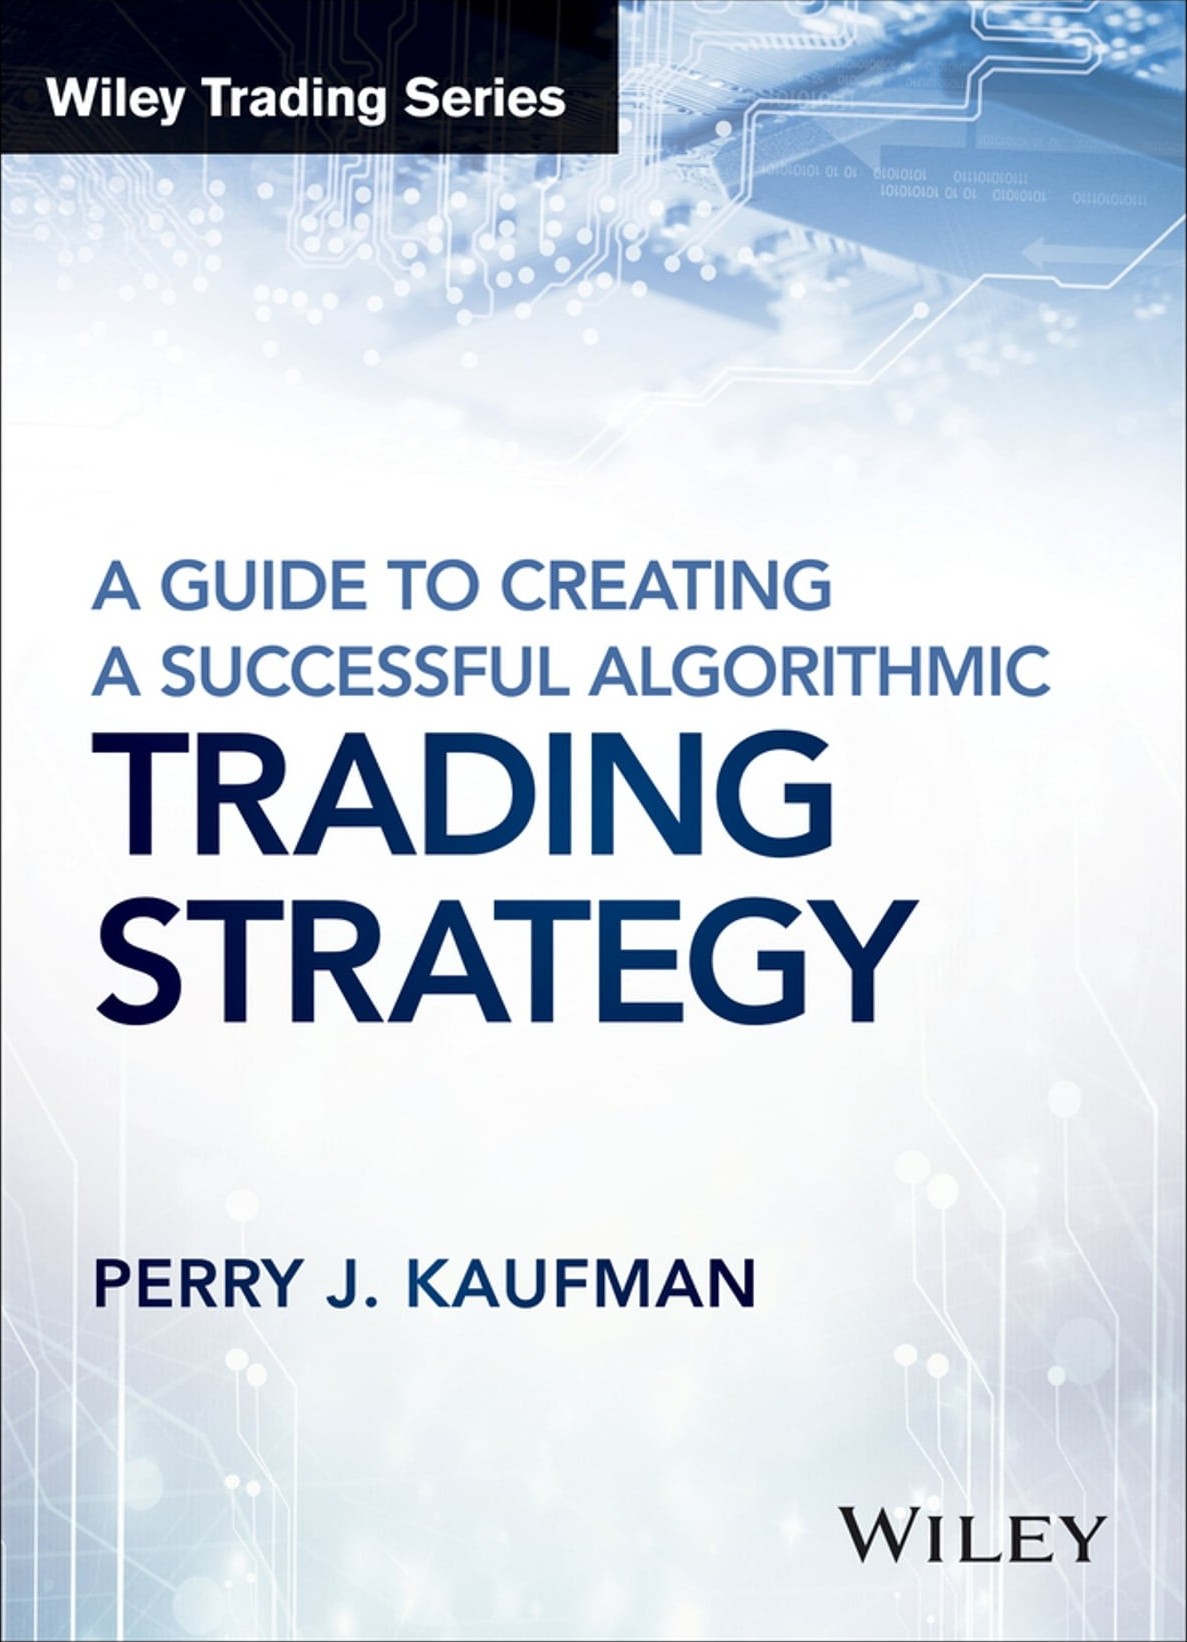 Wiley Trading Series
A GUIDE TO CREATING
A SUCCESSFUL ALGORITHMIC
TRADING
STRATEGY
PERRY J. KAUFMAN
WILEY